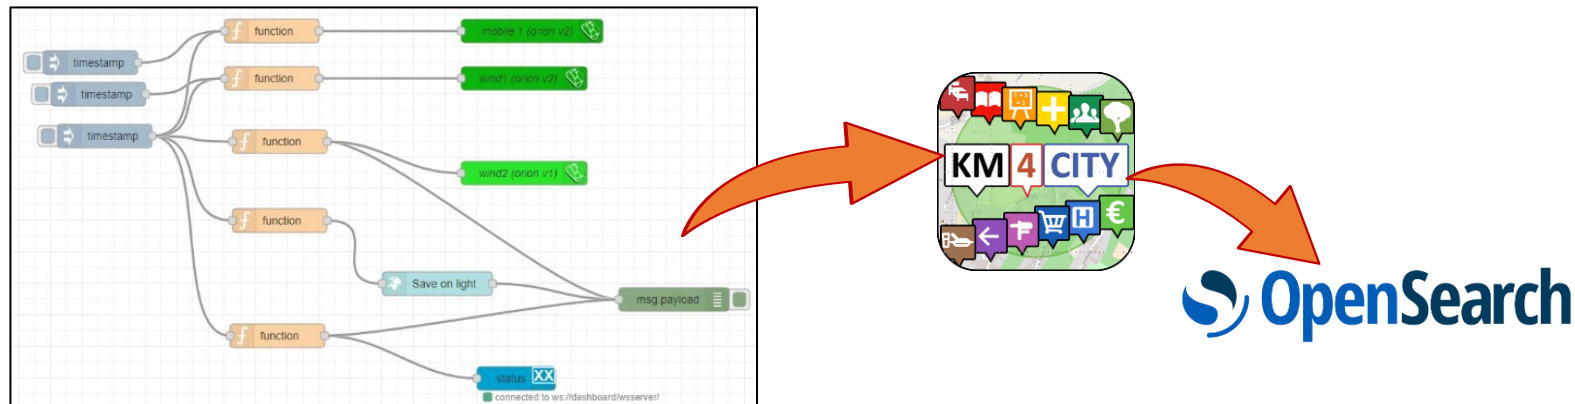 function
mobile 1 (orion v2)
timestamp
function
wind1 (orion v2)
timestamp
timestamp
function
wind2 (orion v1)
function
Save on light
msg.payload
function
status
XX
connected to ws://dashboard/wsserver/
KM 4 CITY
H
€
OpenSearch